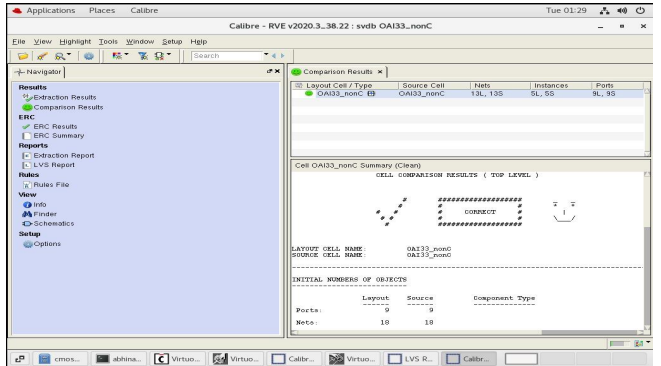 Applications Places Calibre Tue 01:29
Calibre - RVE v2020.3_38.22 : svdb OAI33_nonC
File View Highlight Tools Window Setup Help
Search
Navigator
Comparison Results
Results
Extraction Results
Comparison Results
ERC
ERC Results
ERC Summary
Reports
Extraction Report
LVS Report
Rules
Rules File
View
Info
Finder
Schematics
Setup
Options
Layout Cell / Type Source Cell Nets Instances Ports
OAI33_nonC OAI33_nonC 13L, 13S 5L, 5S 9L, 9S
Cell OAI33_nonC Summary (Clean)
CELL COMPARISON RESULTS ( TOP LEVEL )
CORRECT
LAYOUT CELL NAME: OAI33_nonC
SOURCE CELL NAME: OAI33_nonC
INITIAL NUMBERS OF OBJECTS
Layout Source Component Type
Ports: 9 9
Nets: 18 18
cmos... abhina... Virtuo... Virtuo... Calibr... Virtuo... LVS R... Calibr...